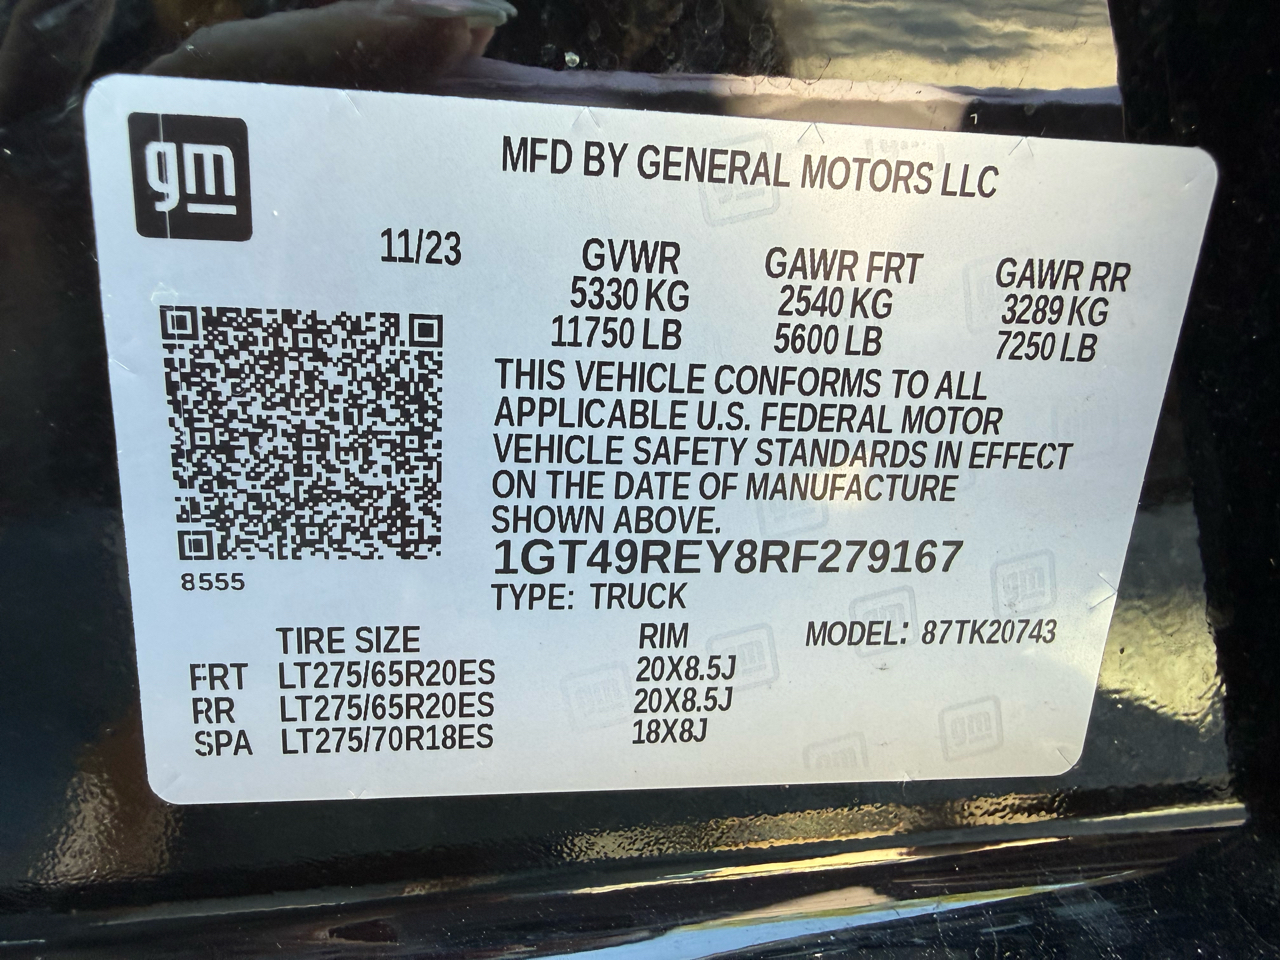 gm
MFD BY GENERAL MOTORS LLC
11/23 GVWR GAWR FRT GAWR RR
5330 KG 2540 KG 3289 KG
11750 LB 5600 LB 7250 LB
THIS VEHICLE CONFORMS TO ALL
APPLICABLE U.S. FEDERAL MOTOR
VEHICLE SAFETY STANDARDS IN EFFECT
ON THE DATE OF MANUFACTURE
SHOWN ABOVE.
1GT49REY8RF279167
8555
TYPE: TRUCK
TIRE SIZE RIM MODEL: 87TK20743
FRT LT275/65R20ES 20X8.5J
RR LT275/65R20ES 20X8.5J
SPA LT275/70R18ES 18X8J